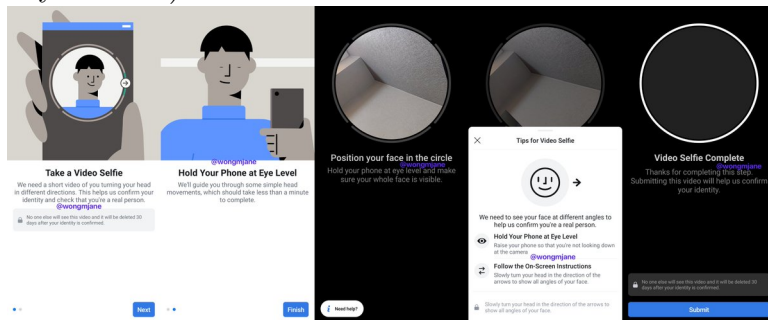 Take a Video Selfie
We need a short video of you turning your head
in different directions. This helps us confirm your
identity and check that you're a real person.
@wongmjane
No one else will see this video and it will be deleted 30
days after your identity is confirmed.
Next
@wongmjane
Hold Your Phone at Eye Level
We'll guide you through some simple head
movements, which should take less than a minute
to complete.
Finish
Position your face in the circle
@wongmjane
Hold your phone at eye level and make
sure your whole face is visible.
Need help?
Tips for Video Selfie
We need to see your face at different angles to
help us confirm you're a real person.
Hold Your Phone at Eye Level
Raise your phone so that you're not looking down
at the camera
@wongmjane
Follow the On-Screen Instructions
Slowly turn your head in the direction of the
arrows to show all angles of your face.
Slowly turn your head in the direction of the arrows to
show all angles of your face.
Video Selfie Complete
@wongmjane
Thanks for completing this step.
Submitting this video will help us confirm
your identity.
No one else will see this video and it will be deleted 30
days after your identity is confirmed.
Submit